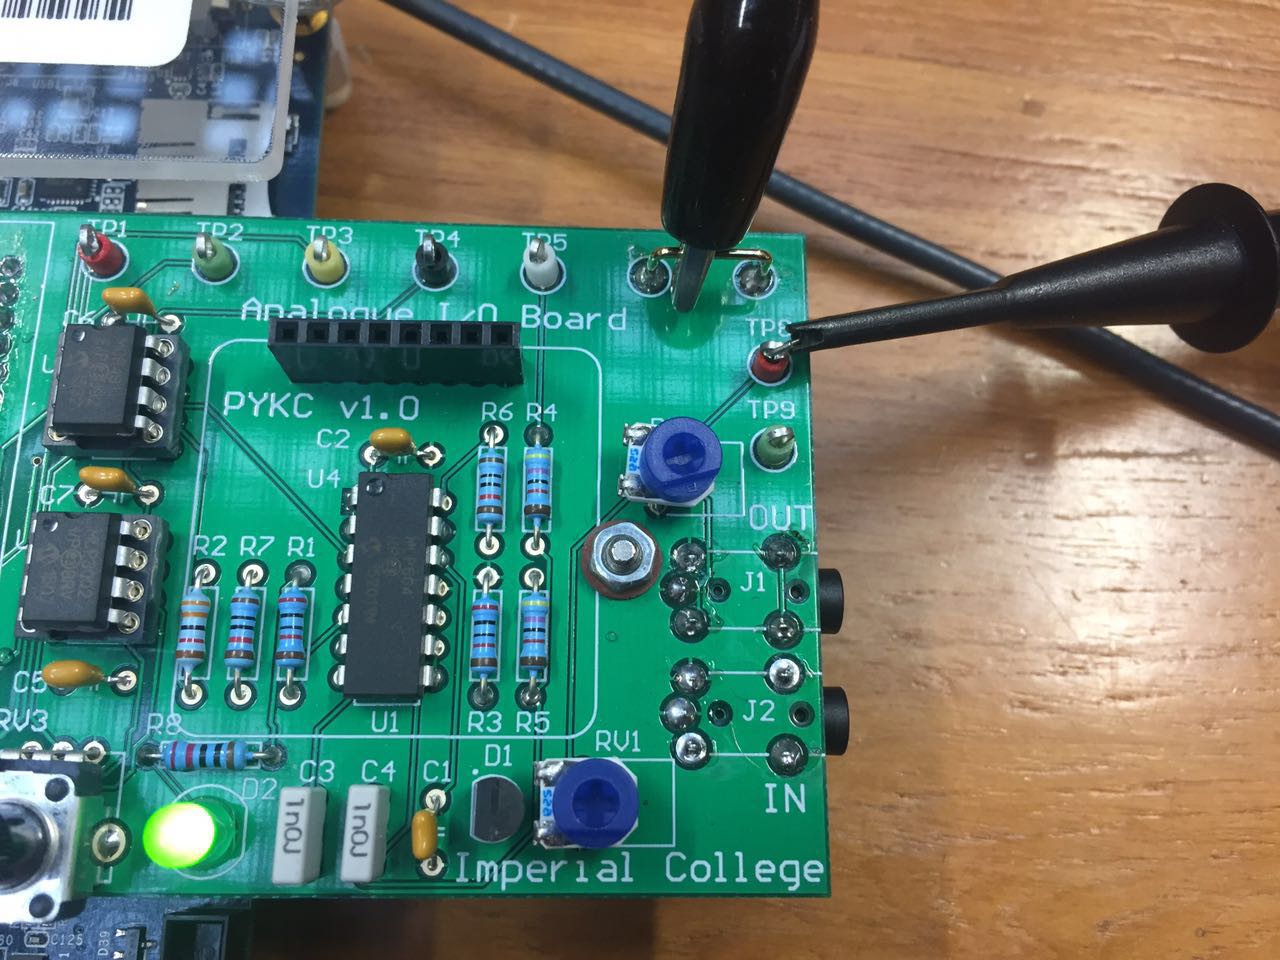 TP1
TP2
TP3
TP4
TP5
Analogue I/O Board
TP8
PYKC v1.0
R6
R4
TP9
C2
U4
C7
OUT
R2
R7
R1
J1
C5
J2
RV3
R8
U1
R3
R5
RV1
D1
D2
C3
C4
C1
IN
10nJ
10nJ
Imperial College
C125
D39